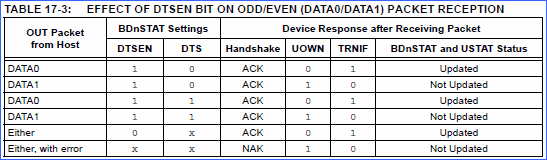 TABLE 17-3: EFFECT OF DTSEN BIT ON ODD/EVEN (DATA0/DATA1) PACKET RECEPTION
OUT Packet from Host | BDnSTAT Settings | Device Response after Receiving Packet
DTSEN | DTS | Handshake | UOWN | TRNIF | BDnSTAT and USTAT Status
DATA0 | 1 | 0 | ACK | 0 | 1 | Updated
DATA1 | 1 | 0 | ACK | 1 | 0 | Not Updated
DATA0 | 1 | 1 | ACK | 0 | 1 | Updated
DATA1 | 1 | 1 | ACK | 1 | 0 | Not Updated
Either | 0 | x | ACK | 0 | 1 | Updated
Either, with error | x | x | NAK | 1 | 0 | Not Updated